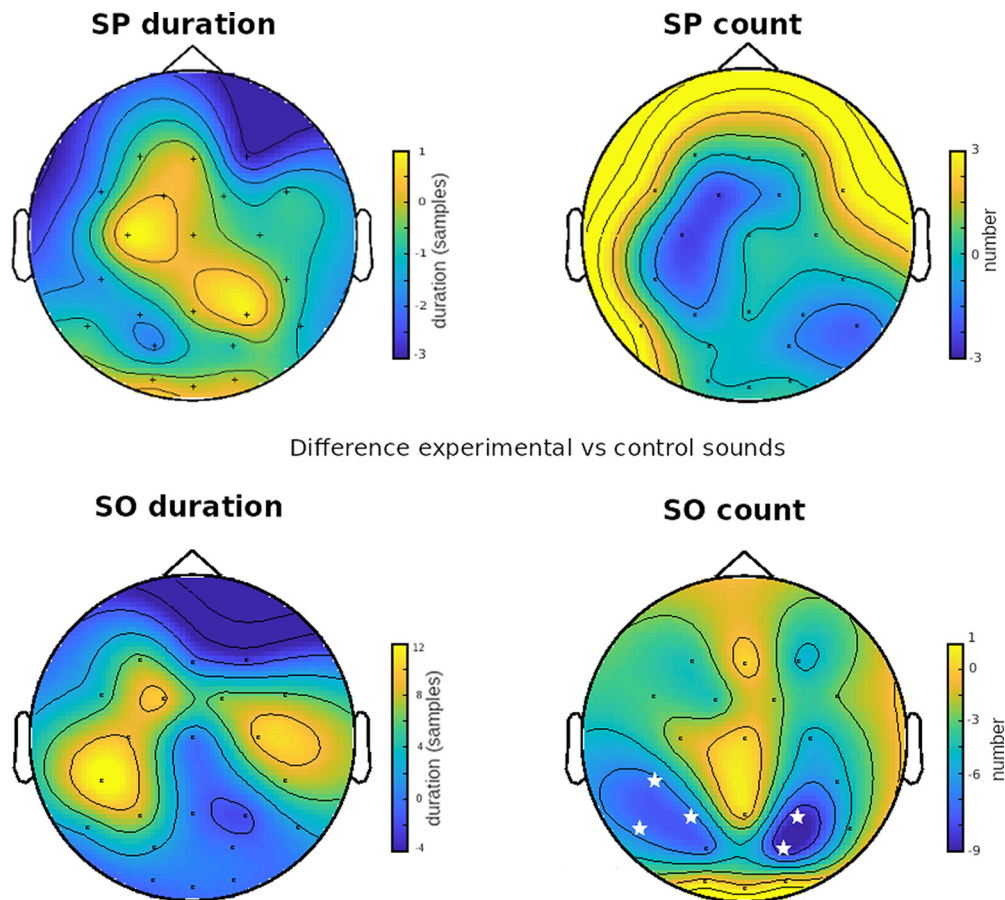 SP duration
SP count
1
0
-1
-2
-3
duration (samples)
3
0
-3
number
Difference experimental vs control sounds
SO duration
SO count
12
8
4
0
-4
duration (samples)
1
0
-3
-6
-9
number